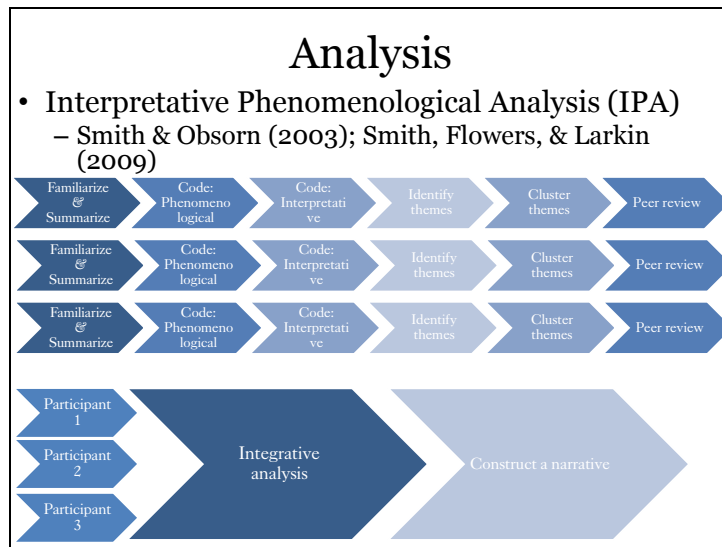 Analysis
• Interpretative Phenomenological Analysis (IPA)
– Smith & Obsorn (2003); Smith, Flowers, & Larkin
(2009)
Familiarize
&
Summarize
Code:
Phenomeno
logical
Code:
Interpretati
ve
Identify
themes
Cluster
themes
Peer review
Familiarize
&
Summarize
Code:
Phenomeno
logical
Code:
Interpretati
ve
Identify
themes
Cluster
themes
Peer review
Familiarize
&
Summarize
Code:
Phenomeno
logical
Code:
Interpretati
ve
Identify
themes
Cluster
themes
Peer review
Participant
1
Participant
2
Participant
3
Integrative
analysis
Construct a narrative